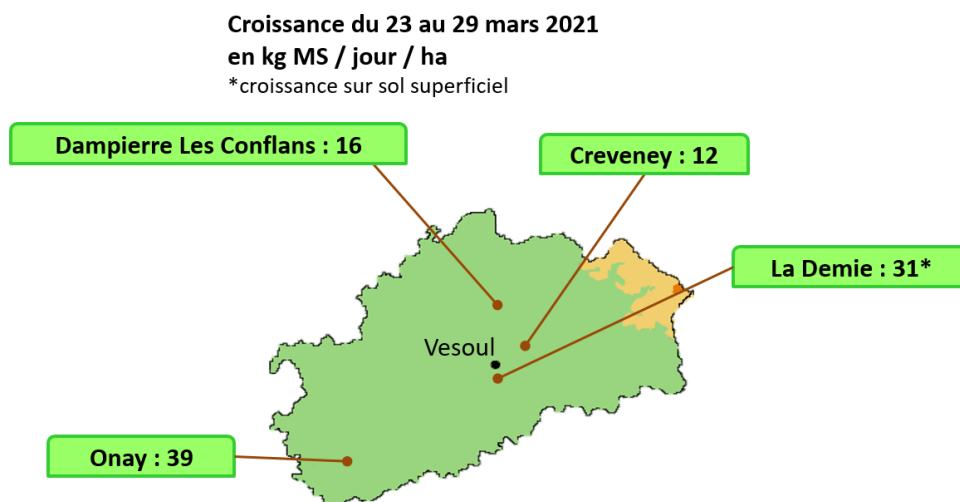 Croissance du 23 au 29 mars 2021
en kg MS / jour / ha
*croissance sur sol superficiel
Dampierre Les Conflans : 16
Creveney : 12
La Demie : 31*
Vesoul
Onay : 39